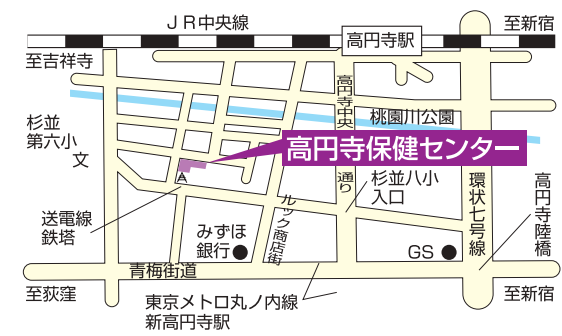 JR中央線
至新宿
高円寺駅
至吉祥寺
高円寺中央
通り
桃園川公園
杉並
第六小
文
高円寺保健センター
杉並八小
入口
環状七号線
高円寺陸橋
ルック商店街
送電線
鉄塔
みずほ
銀行
GS
青梅街道
至荻窪
東京メトロ丸ノ内線
新高円寺駅
至新宿